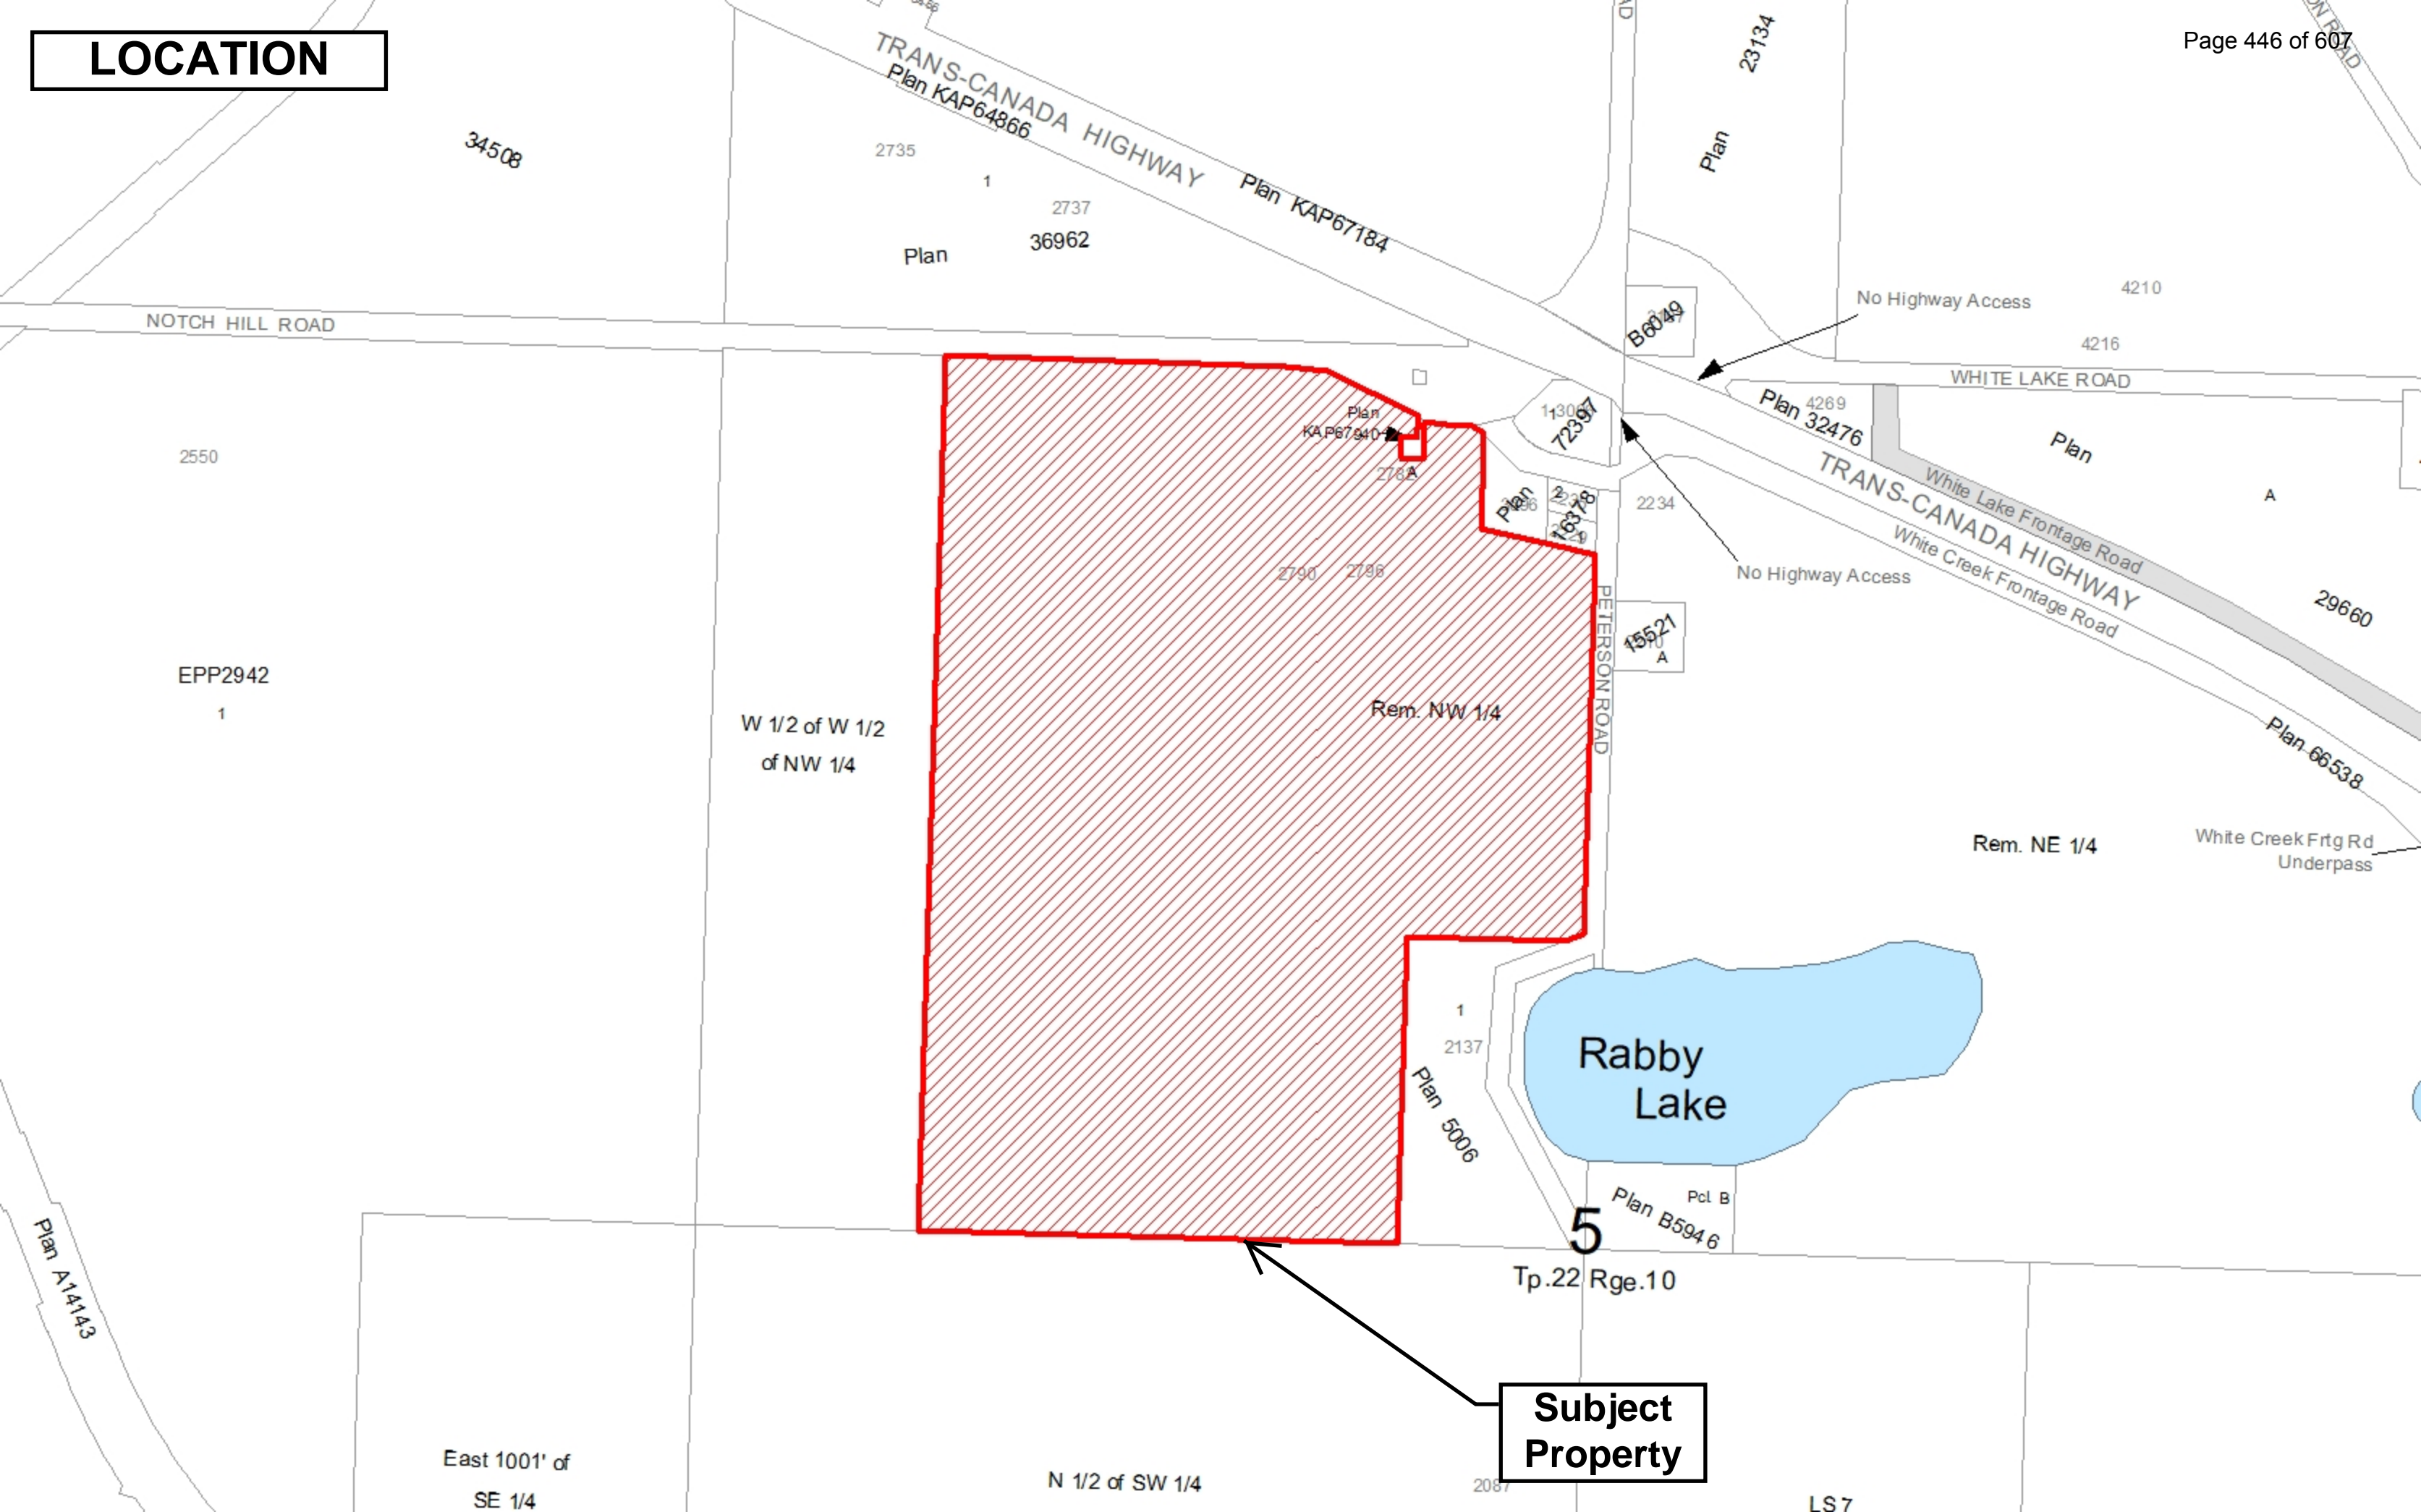 LOCATION
Page 446 of 607
34508
TRANS-CANADA HIGHWAY
Plan KAP64866
2735
1
2737
Plan 36962
Plan KAP67184
Plan 23134
NOTCH HILL ROAD
B6049
No Highway Access
4210
4216
WHITE LAKE ROAD
Plan 32476
4269
Plan
29660
A
White Lake Frontage Road
TRANS-CANADA HIGHWAY
White Creek Frontage Road
Plan 66538
White Creek Frtg Rd
Underpass
Plan
KAP67940
A
2782
1
72397
Plan
16378
2
1
2234
No Highway Access
2550
2790
2796
PETERSON ROAD
15521
A
EPP2942
1
W 1/2 of W 1/2
of NW 1/4
Rem. NW 1/4
Rem. NE 1/4
1
2137
Plan 5006
Rabby
Lake
Pcl B
Plan B5946
5
Tp.22 Rge.10
Plan A14143
Subject
Property
East 1001' of
SE 1/4
N 1/2 of SW 1/4
2087
LS 7